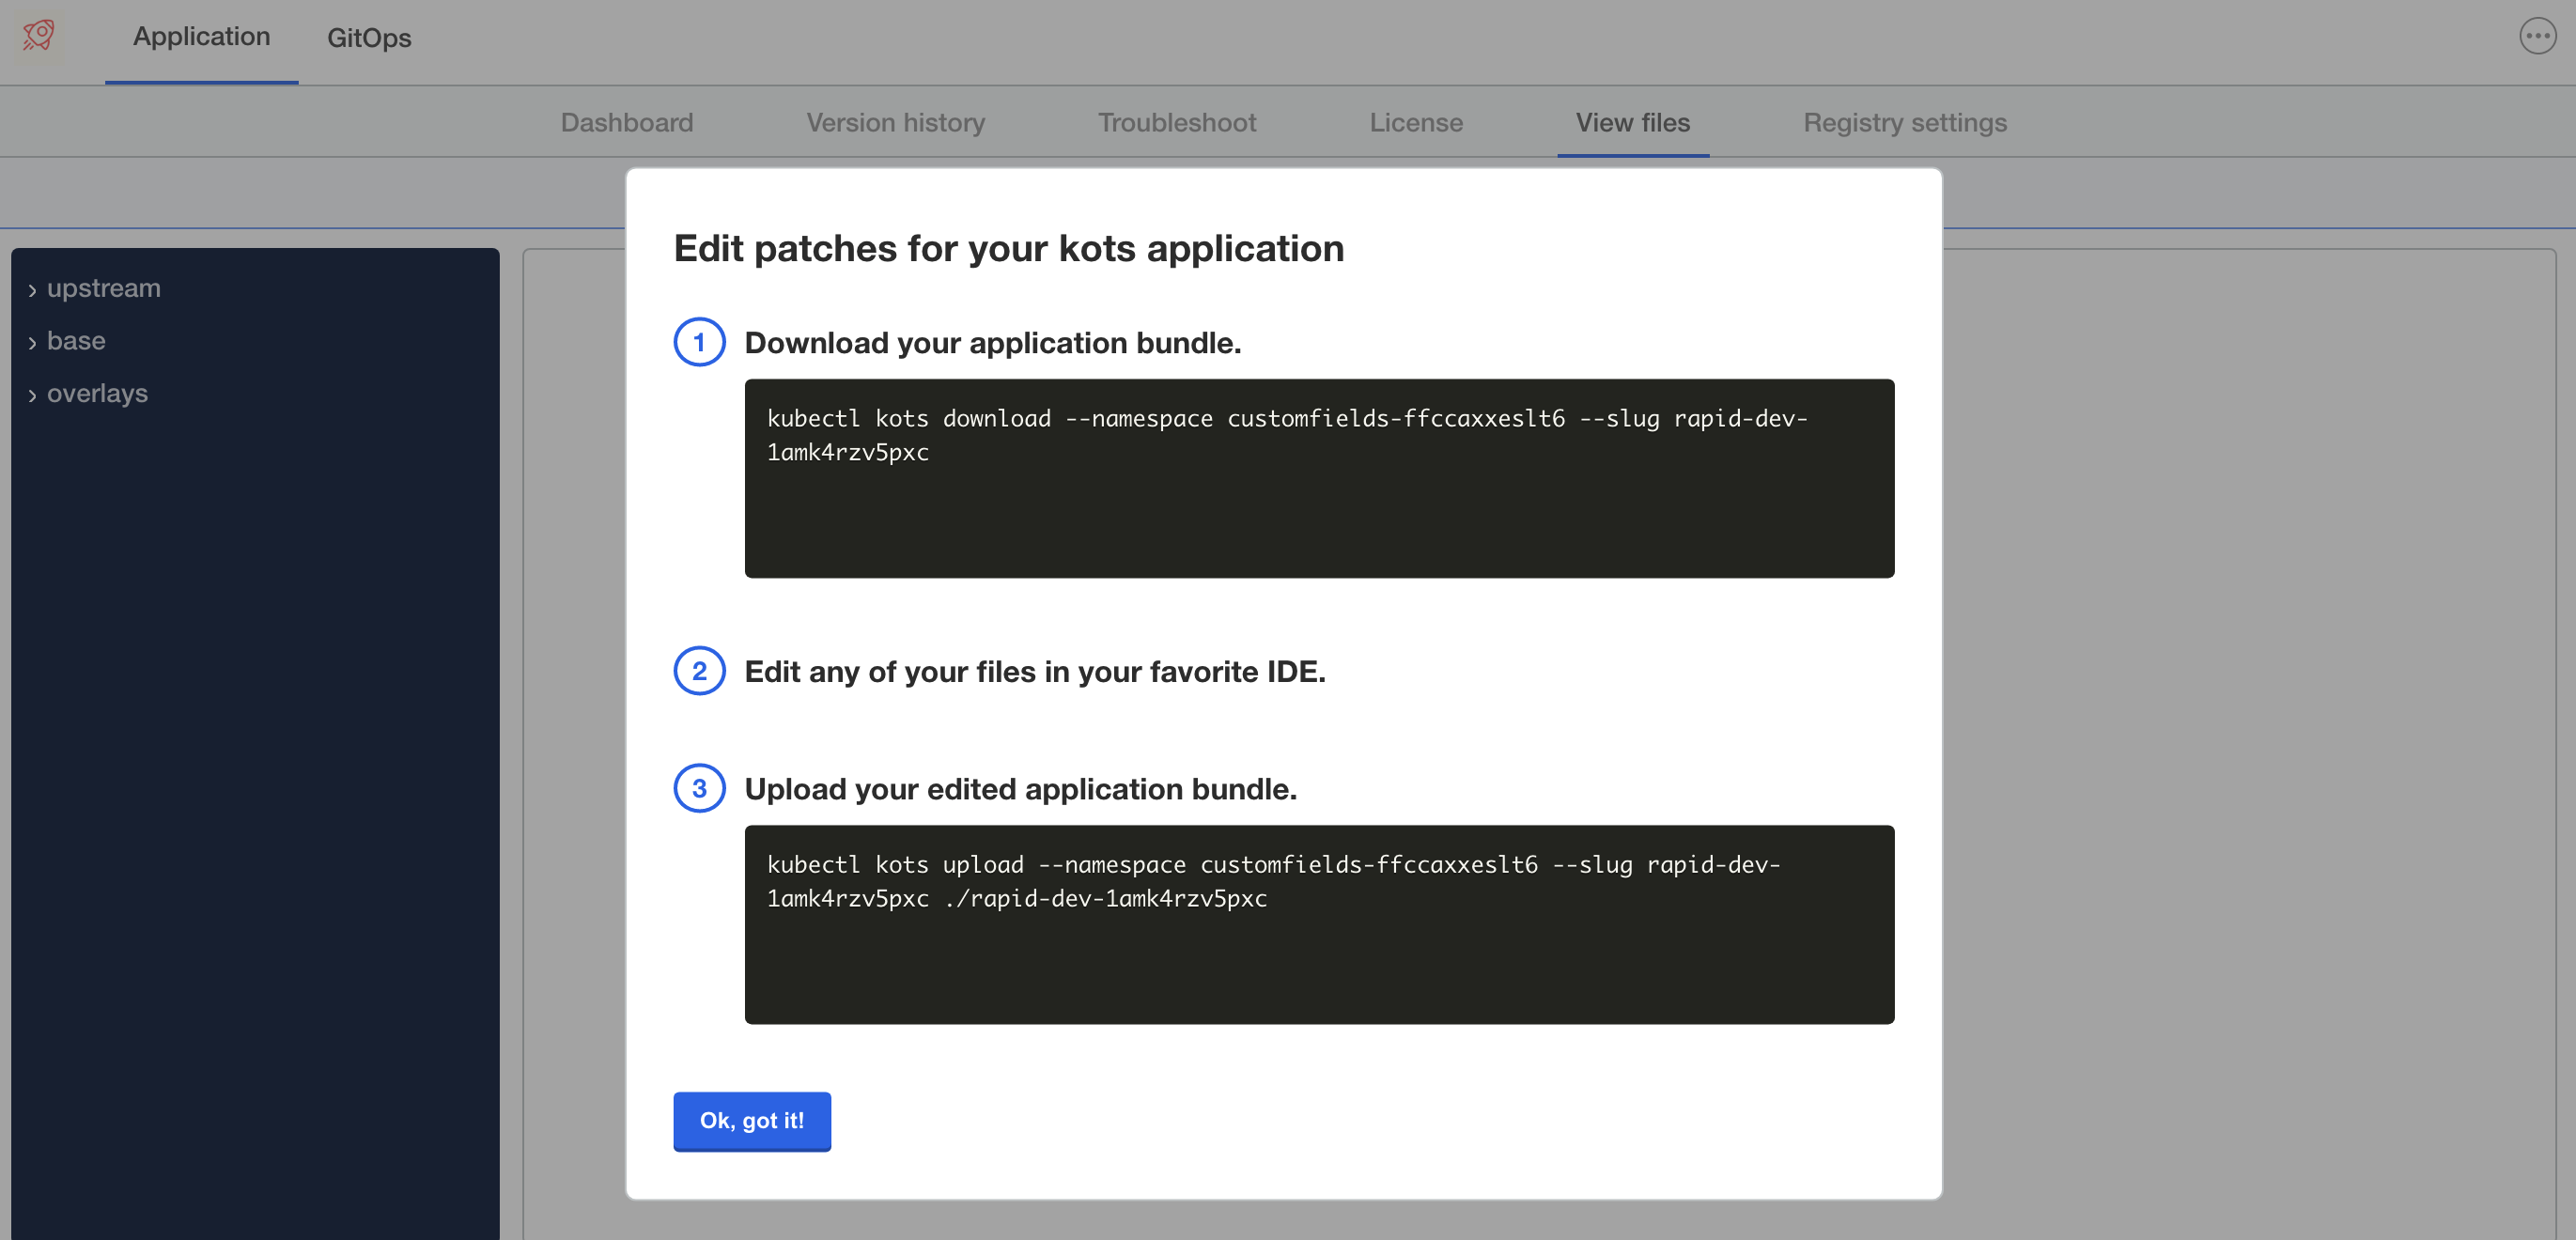 Application
GitOps
Dashboard
Version history
Troubleshoot
License
View files
Registry settings
upstream
base
overlays
Edit patches for your kots application
1
Download your application bundle.
kubectl kots download --namespace customfields-ffccaxxeslt6 --slug rapid-dev-
1amk4rzv5pxc
2
Edit any of your files in your favorite IDE.
3
Upload your edited application bundle.
kubectl kots upload --namespace customfields-ffccaxxeslt6 --slug rapid-dev-
1amk4rzv5pxc ./rapid-dev-1amk4rzv5pxc
Ok, got it!